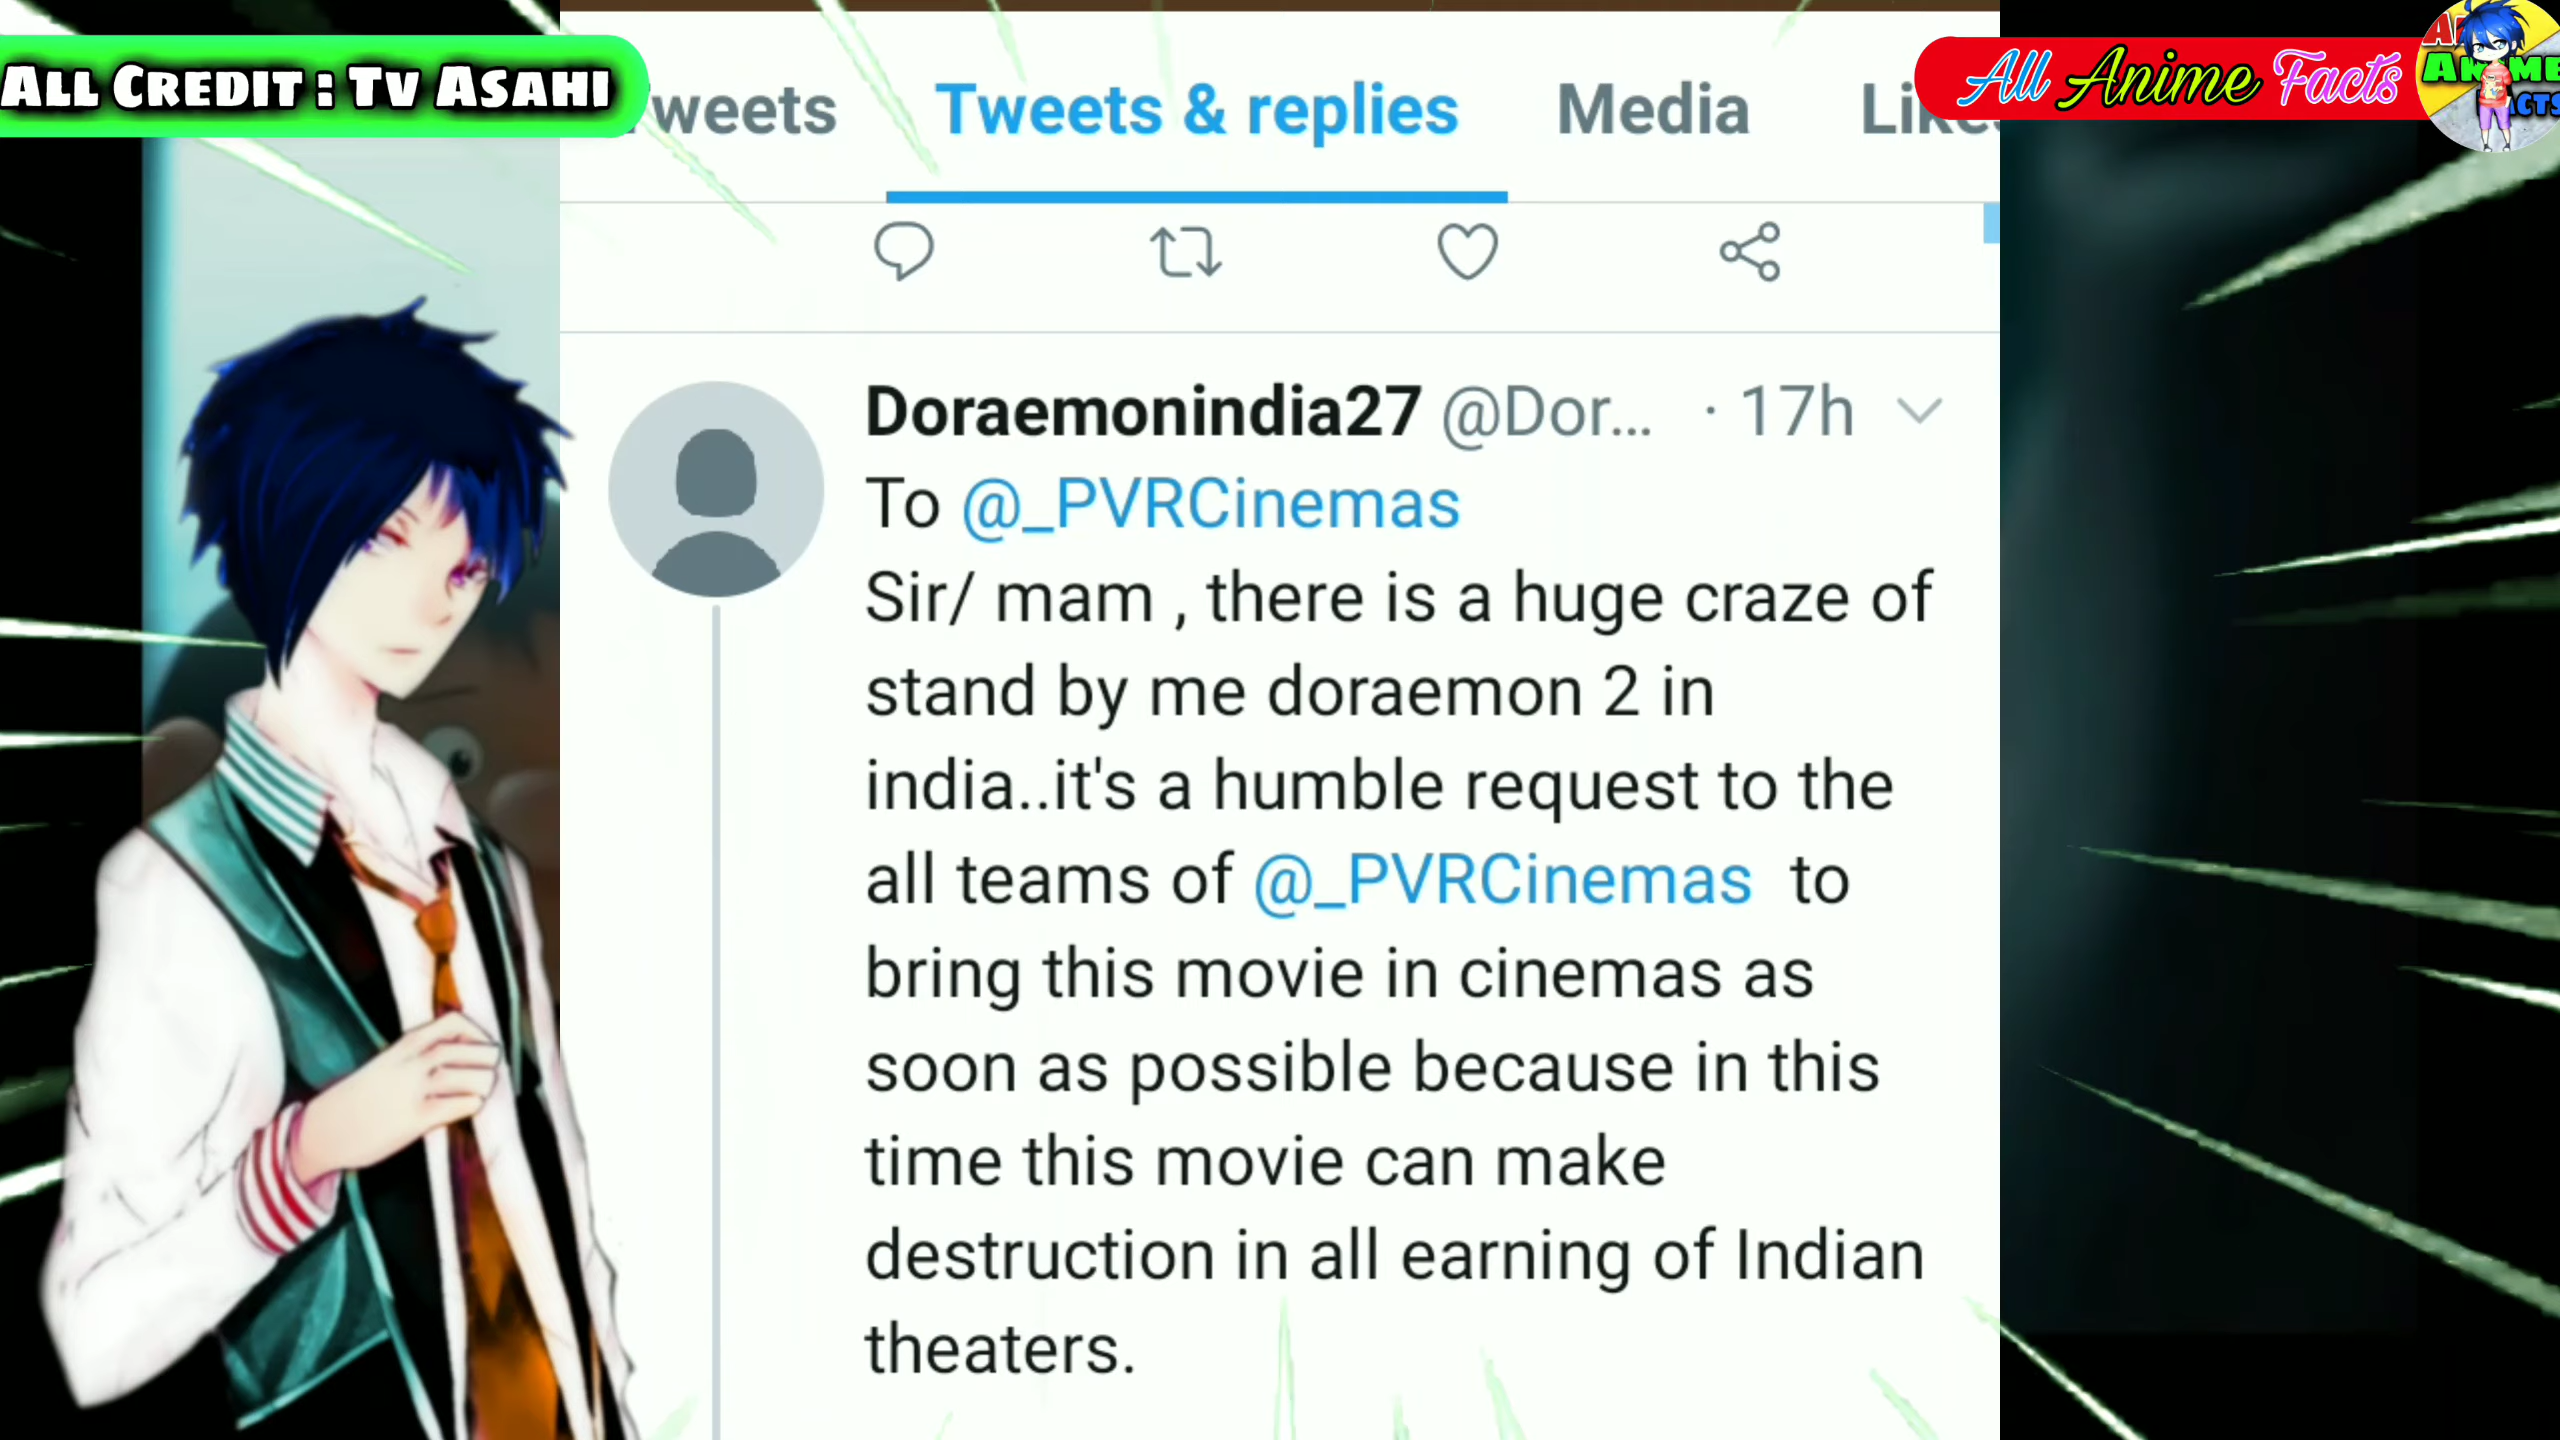 ALL CREDIT : TV ASAHI
All Anime Facts
weets Tweets & replies Media
Doraemonindia27 @Dor... · 17h
To @_PVRCinemas
Sir/ mam , there is a huge craze of
stand by me doraemon 2 in
india..it's a humble request to the
all teams of @_PVRCinemas to
bring this movie in cinemas as
soon as possible because in this
time this movie can make
destruction in all earning of Indian
theaters.